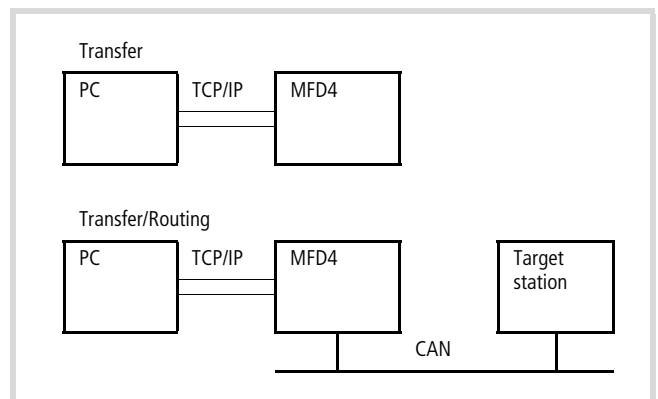 Transfer
PC
TCP/IP
MFD4
Transfer/Routing
PC
TCP/IP
MFD4
Target
station
CAN